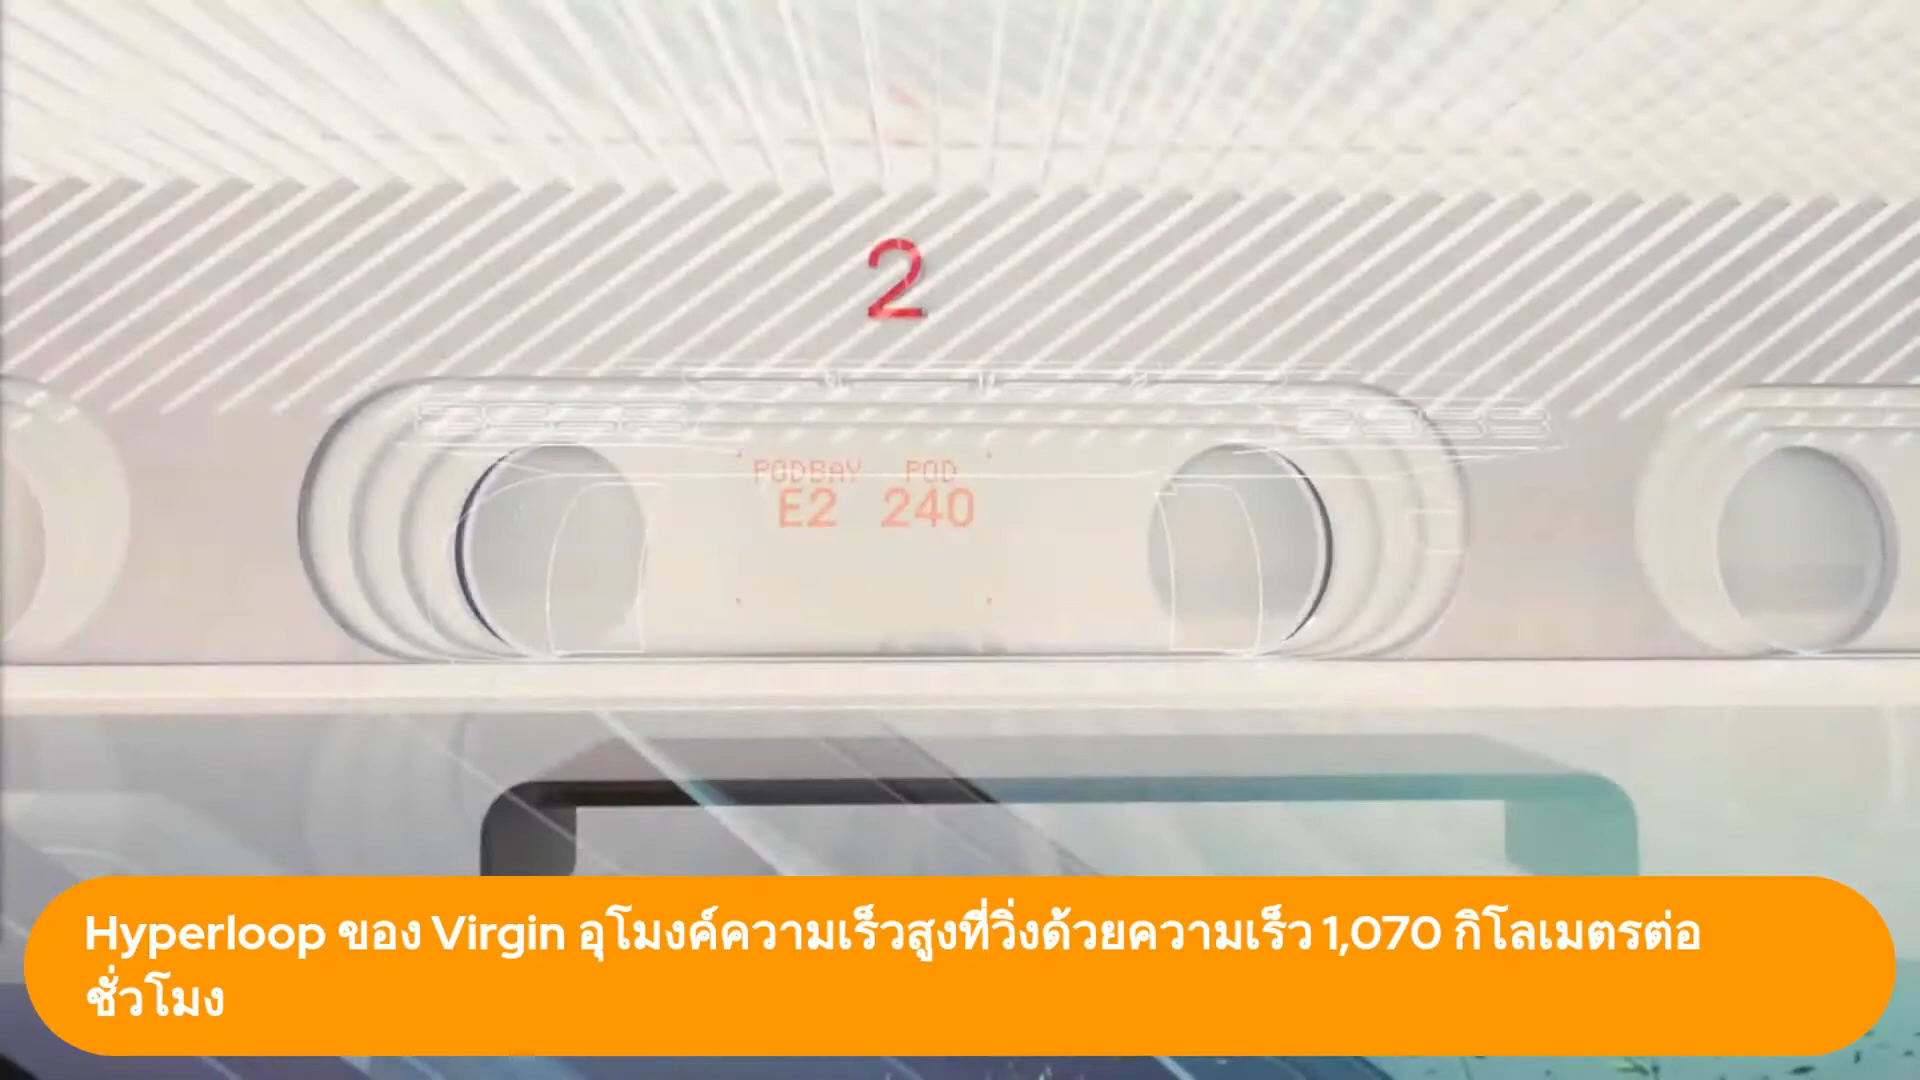 2
PODBAY POD
E2 240
Hyperloop ของ Virgin อุโมงค์ความเร็วสูงที่วิ่งด้วยความเร็ว 1,070 กิโลเมตรต่อ
ชั่วโมง